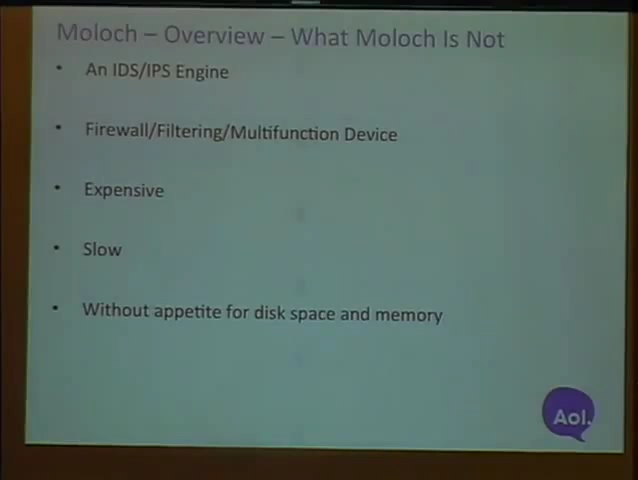 Moloch – Overview – What Moloch Is Not
• An IDS/IPS Engine
• Firewall/Filtering/Multifunction Device
• Expensive
• Slow
• Without appetite for disk space and memory
Aol.